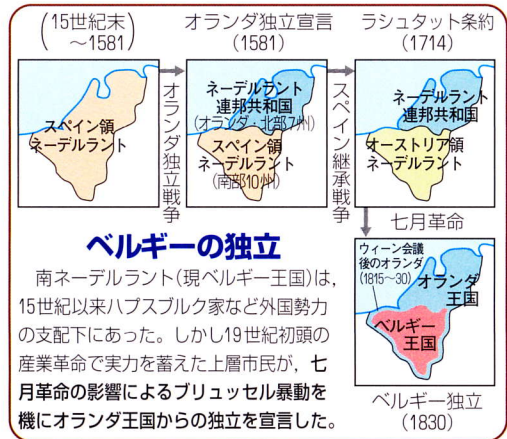 (15世紀末)
～1581
オランダ独立宣言
(1581)
ラシュタット条約
(1714)
スペイン領
ネーデルラント
オランダ独立戦争
ネーデルラント
連邦共和国
(オランダ・北部7州)
スペイン領
ネーデルラント
(南部10州)
スペイン継承戦争
ネーデルラント
連邦共和国
オーストリア領
ネーデルラント
七月革命
ベルギーの独立
南ネーデルラント(現ベルギー王国)は,
15世紀以来ハプスブルク家など外国勢力
の支配下にあった。しかし19世紀初頭の
産業革命で実力を蓄えた上層市民が, 七
月革命の影響によるブリュッセル暴動を
機にオランダ王国からの独立を宣言した。
ウィーン会議
後のオランダ
(1815～30)
オランダ
王国
ベルギー
王国
ベルギー独立
(1830)